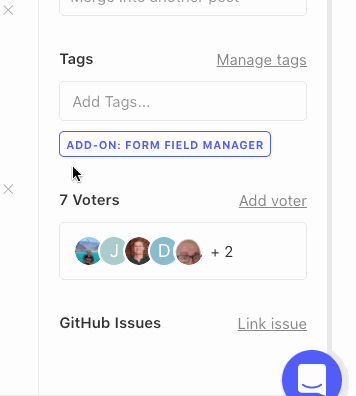 Merge into another post
Tags
Manage tags
Add Tags...
ADD-ON: FORM FIELD MANAGER
7 Voters
Add voter
J
D
+ 2
GitHub Issues
Link issue